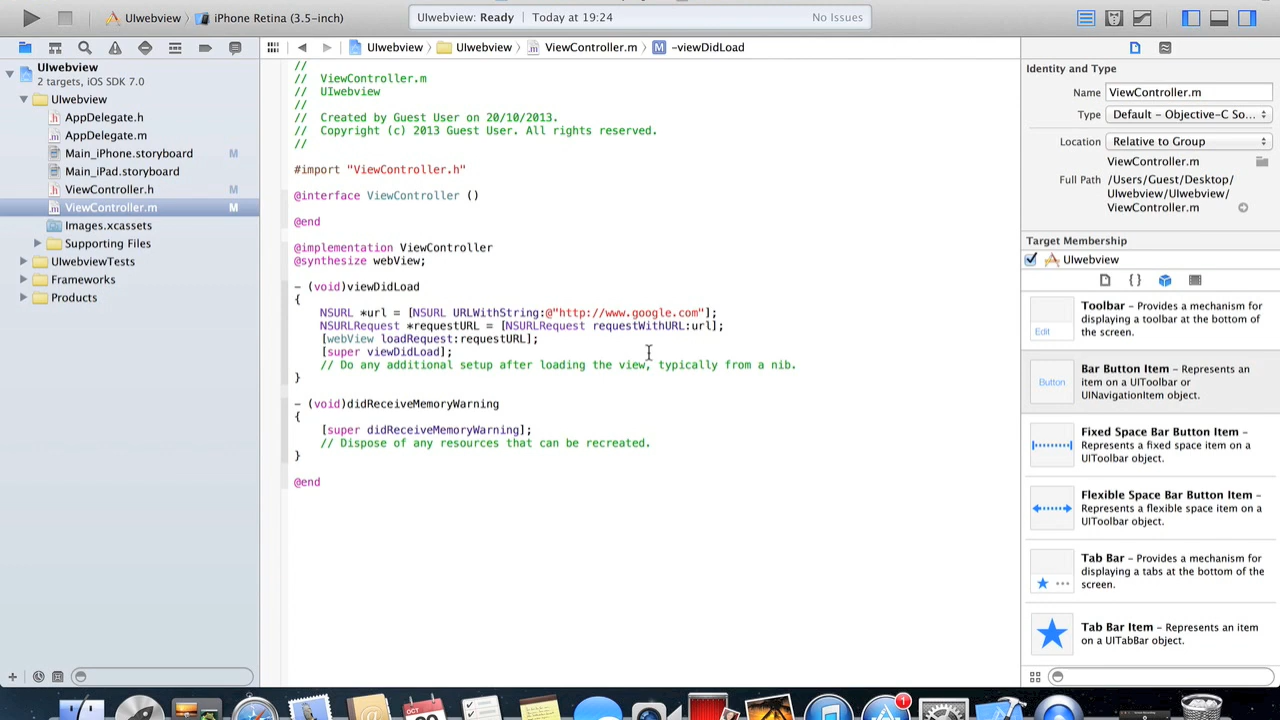 UIwebview
iPhone Retina (3.5-inch)
UIwebview: Ready
Today at 19:24
No Issues
UIwebview
UIwebview
ViewController.m
-viewDidLoad
UIwebview
2 targets, iOS SDK 7.0
UIwebview
AppDelegate.h
AppDelegate.m
Main_iPhone.storyboard
M
Main_iPad.storyboard
ViewController.h
M
ViewController.m
M
Images.xcassets
Supporting Files
UIwebviewTests
Frameworks
Products
//
//  ViewController.m
//  UIwebview
//
//  Created by Guest User on 20/10/2013.
//  Copyright (c) 2013 Guest User. All rights reserved.
//
#import "ViewController.h"
@interface ViewController ()
@end
@implementation ViewController
@synthesize webView;
- (void)viewDidLoad
{
NSURL *url = [NSURL URLWithString:@"http://www.google.com"];
NSURLRequest *requestURL = [NSURLRequest requestWithURL:url];
[webView loadRequest:requestURL];
[super viewDidLoad];
// Do any additional setup after loading the view, typically from a nib.
}
- (void)didReceiveMemoryWarning
{
[super didReceiveMemoryWarning];
// Dispose of any resources that can be recreated.
}
@end
Identity and Type
Name ViewController.m
Type Default - Objective-C So...
Location Relative to Group
ViewController.m
Full Path /Users/Guest/Desktop/
UIwebview/UIwebview/
ViewController.m
Target Membership
UIwebview
Edit
Toolbar - Provides a mechanism for
displaying a toolbar at the bottom of
the screen.
Button
Bar Button Item - Represents an
item on a UIToolbar or
UINavigationItem object.
Fixed Space Bar Button Item -
Represents a fixed space item on a
UIToolbar object.
Flexible Space Bar Button Item -
Represents a flexible space item on a
UIToolbar object.
Tab Bar - Provides a mechanism for
displaying a tabs at the bottom of the
screen.
Tab Bar Item - Represents an item
on a UITabBar object.
1